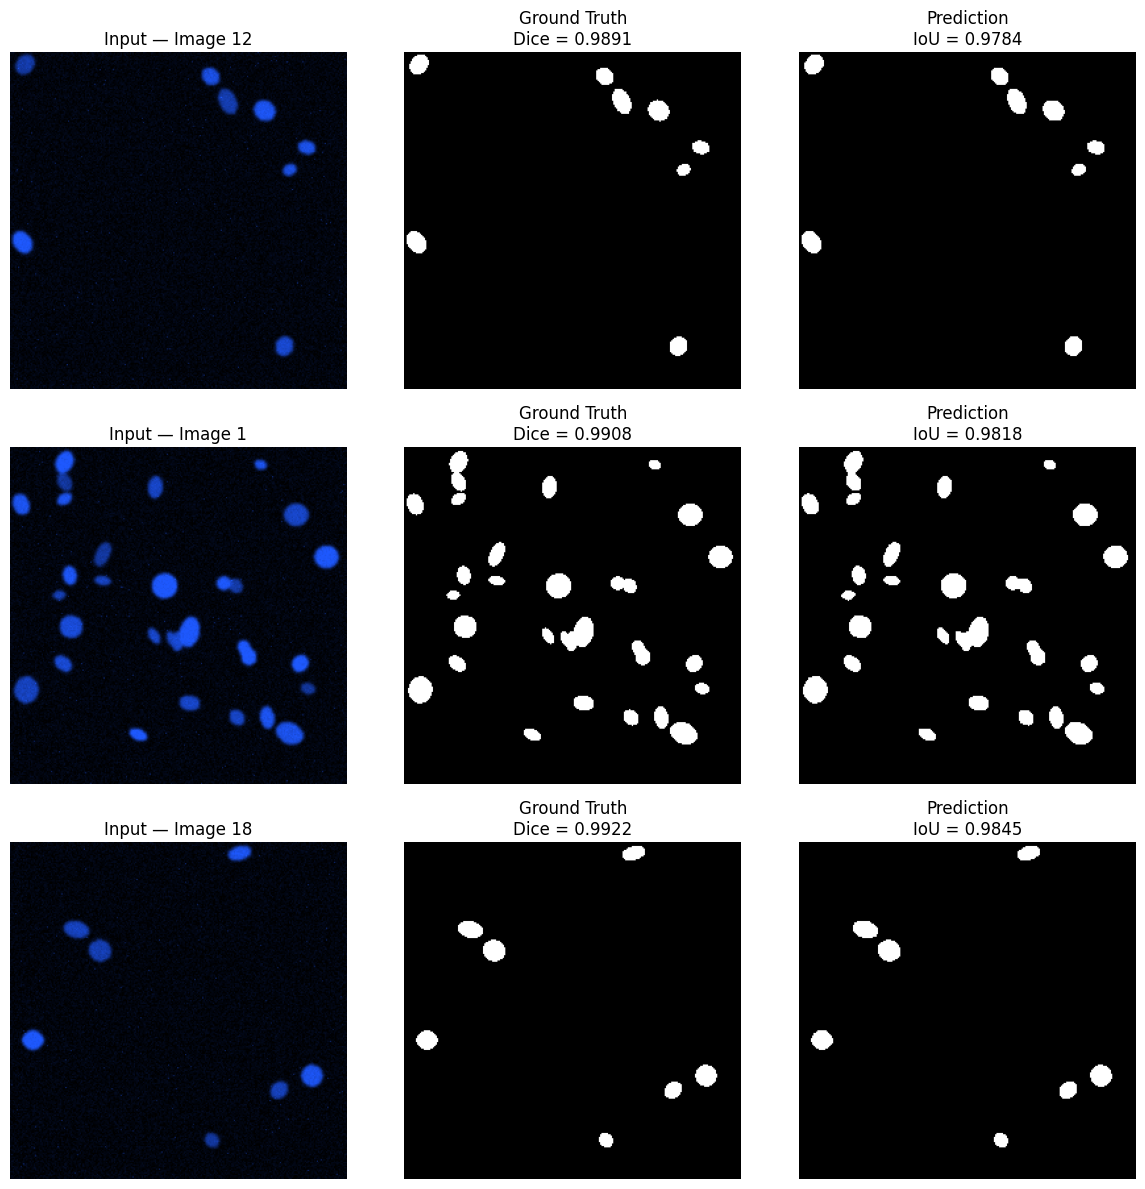 Input — Image 12
Ground Truth
Dice = 0.9891
Prediction
IoU = 0.9784
Input — Image 1
Ground Truth
Dice = 0.9908
Prediction
IoU = 0.9818
Input — Image 18
Ground Truth
Dice = 0.9922
Prediction
IoU = 0.9845